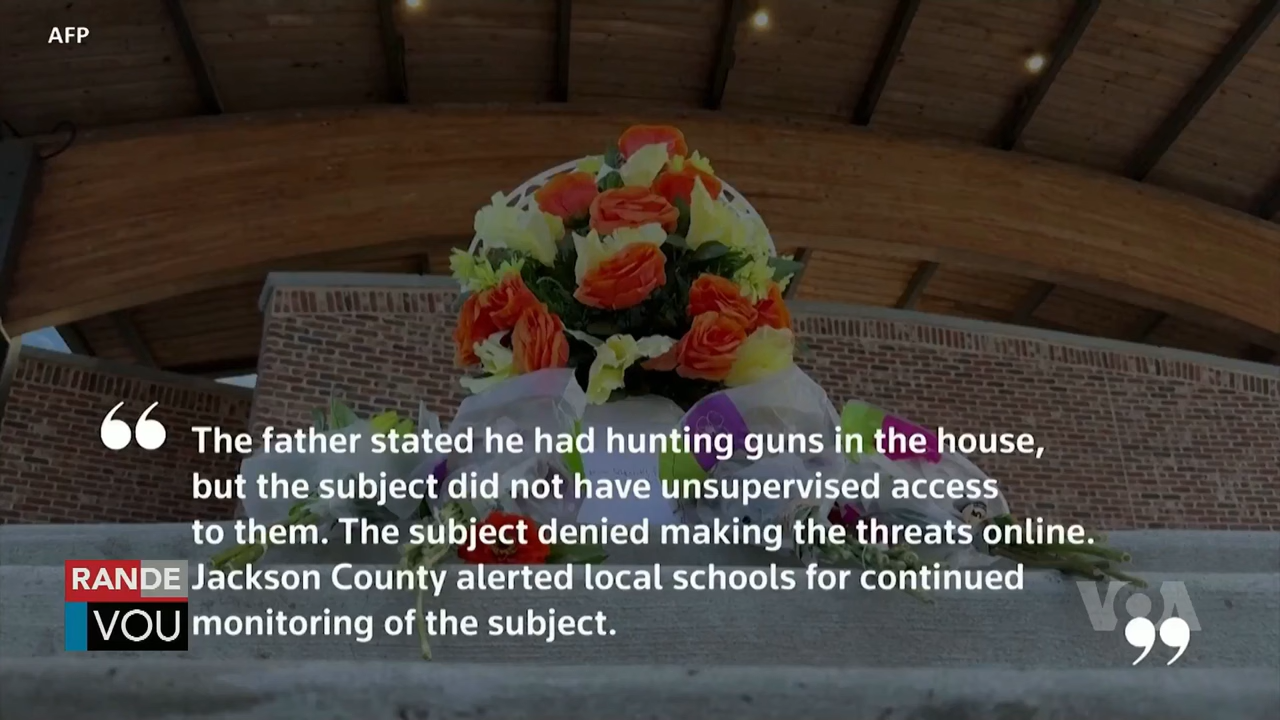 AFP
“
The father stated he had hunting guns in the house,
but the subject did not have unsupervised access
to them. The subject denied making the threats online.
Jackson County alerted local schools for continued
monitoring of the subject.
”
RANDE
VOU
VOA